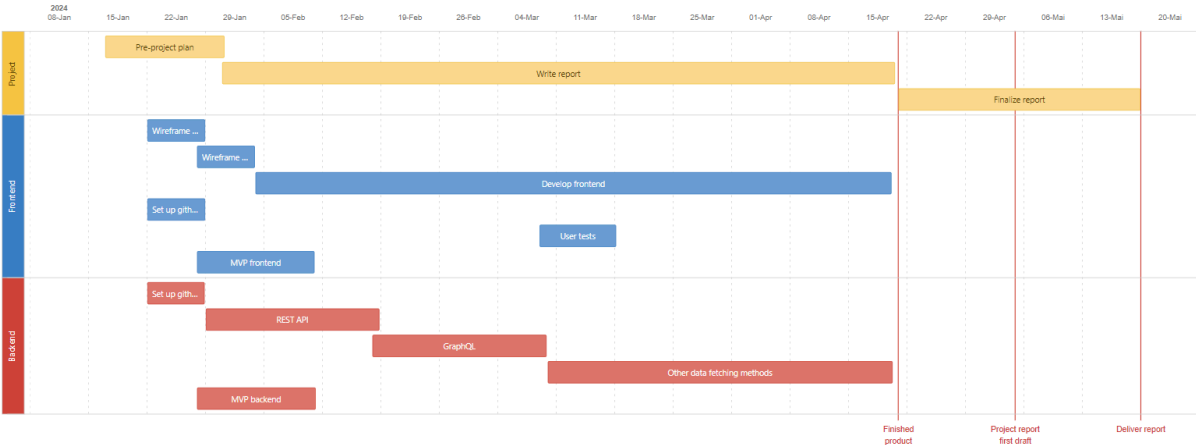 2024
08-Jan 15-Jan 22-Jan 29-Jan 05-Feb 12-Feb 19-Feb 26-Feb 04-Mar 11-Mar 18-Mar 25-Mar 01-Apr 08-Apr 15-Apr 22-Apr 29-Apr 06-Mai 13-Mai 20-Mai
Project
Pre-project plan
Write report
Finalize report
Frontend
Wireframe ...
Wireframe ...
Develop frontend
Set up gith...
User tests
MVP frontend
Backend
Set up gith...
REST API
GraphQL
Other data fetching methods
MVP backend
Finished
product
Project report
first draft
Deliver report